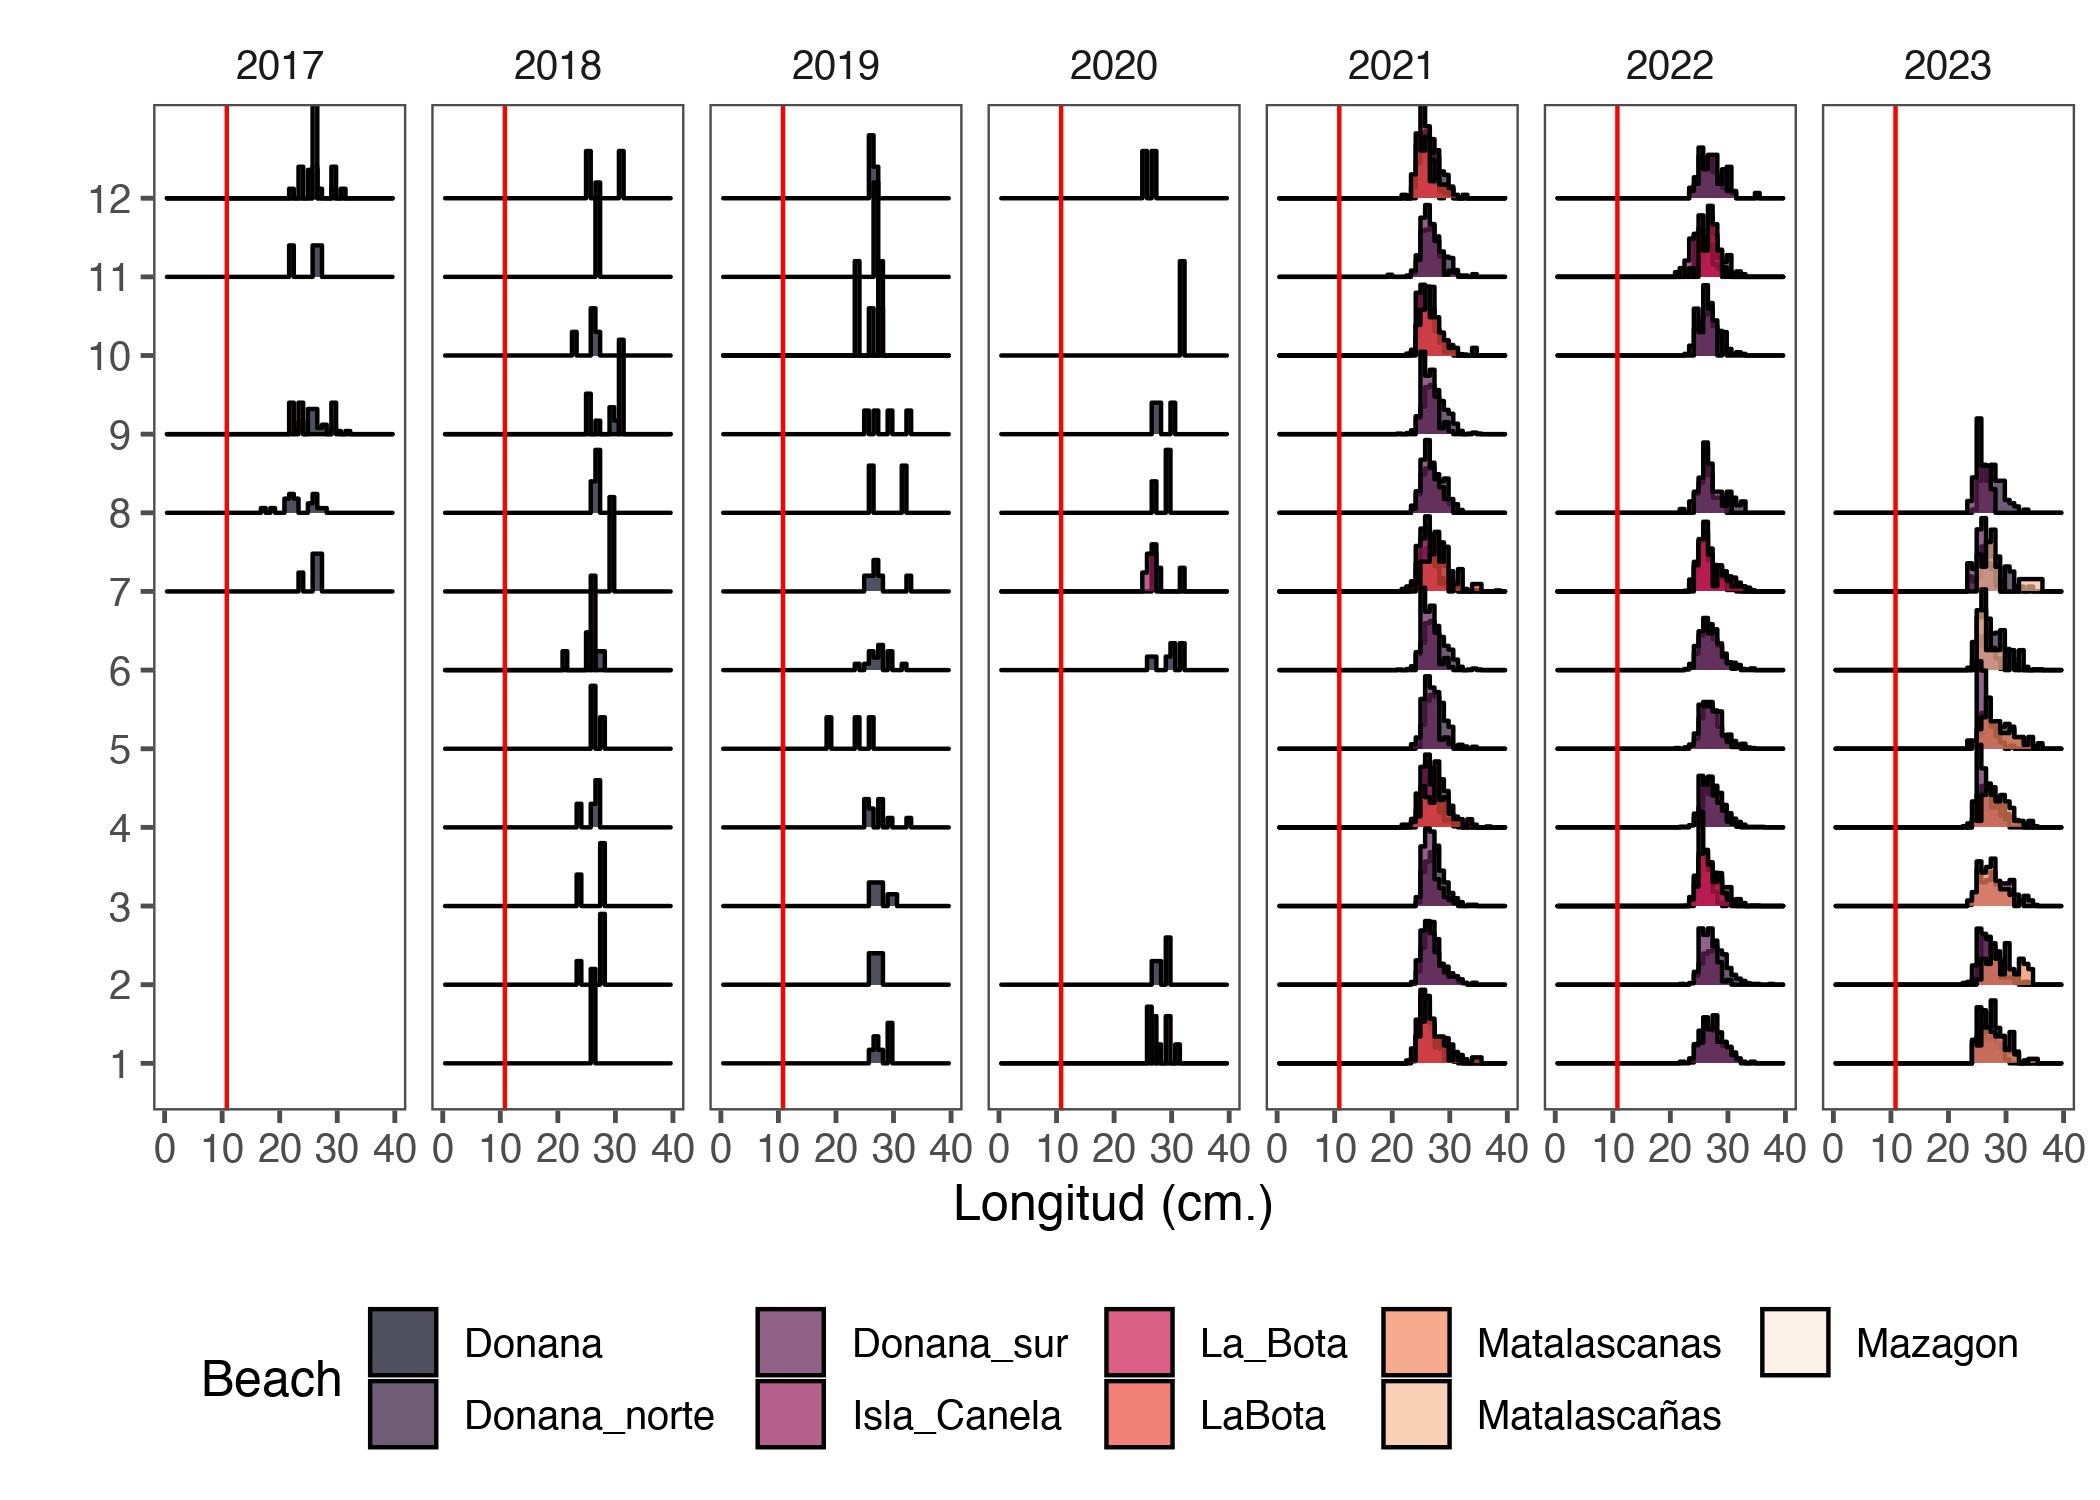 2017 2018 2019 2020 2021 2022 2023
12
11
10
9
8
7
6
5
4
3
2
1
0 10 20 30 40 0 10 20 30 40 0 10 20 30 40 0 10 20 30 40 0 10 20 30 40 0 10 20 30 40 0 10 20 30 40
Longitud (cm.)
Beach
Donana Donana_sur La_Bota Matalascanas Mazagon
Donana_norte Isla_Canela LaBota Matalascañas